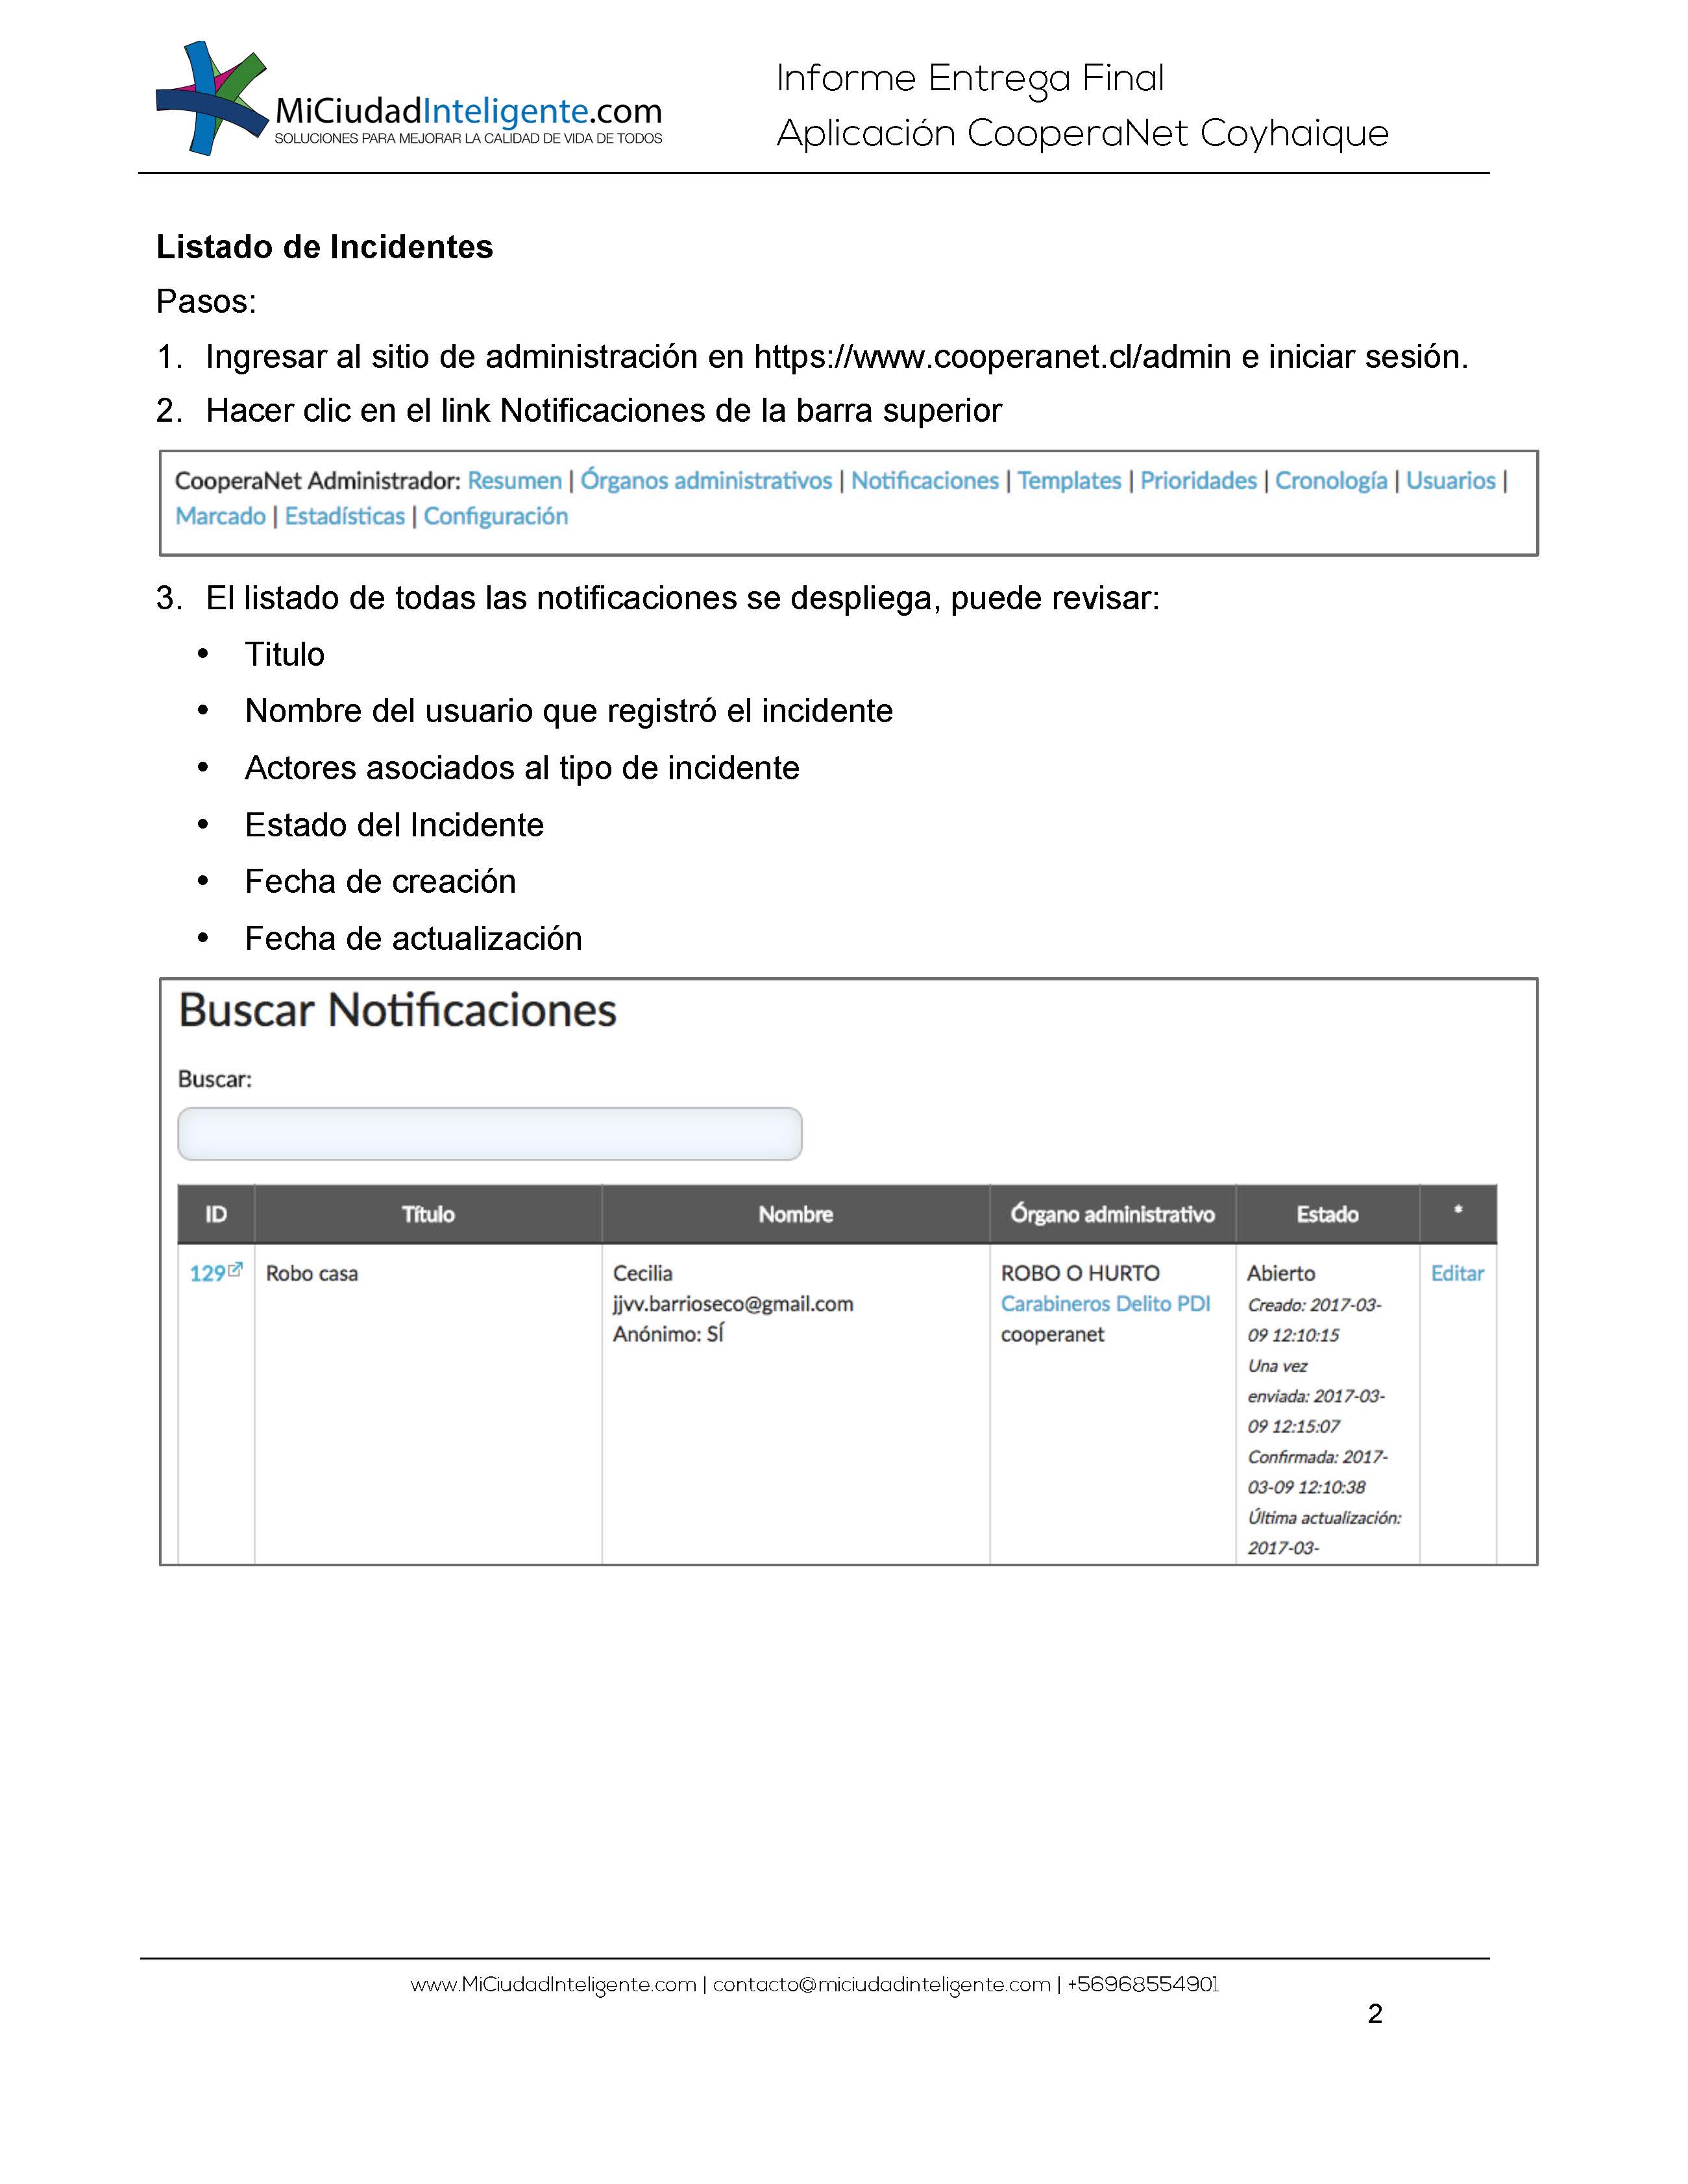 MiCiudadInteligente.com
SOLUCIONES PARA MEJORAR LA CALIDAD DE VIDA DE TODOS
Informe Entrega Final
Aplicación CooperaNet Coyhaique
Listado de Incidentes
Pasos:
1. Ingresar al sitio de administración en https://www.cooperanet.cl/admin e iniciar sesión.
2. Hacer clic en el link Notificaciones de la barra superior
CooperaNet Administrador: Resumen | Órganos administrativos | Notificaciones | Templates | Prioridades | Cronología | Usuarios |
Marcado | Estadísticas | Configuración
3. El listado de todas las notificaciones se despliega, puede revisar:
• Titulo
• Nombre del usuario que registró el incidente
• Actores asociados al tipo de incidente
• Estado del Incidente
• Fecha de creación
• Fecha de actualización
Buscar Notificaciones
Buscar:
ID Título Nombre Órgano administrativo Estado *
129 Robo casa Cecilia ROBO O HURTO Abierto Editar
jjvv.barrioseco@gmail.com Carabineros Delito PDI Creado: 2017-03-
Anónimo: SÍ cooperanet 09 12:10:15
Una vez
enviada: 2017-03-
09 12:15:07
Confirmada: 2017-
03-09 12:10:38
Última actualización:
2017-03-
www.MiCiudadInteligente.com | contacto@miciudadinteligente.com | +56968554901
2